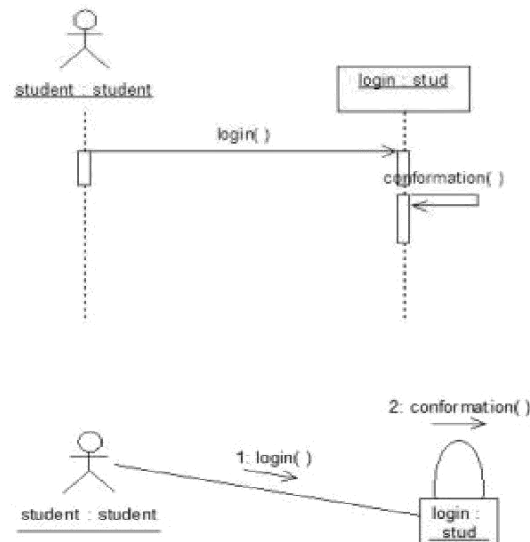 student : student
login : stud
login( )
conformation( )
2: conformation( )
1: login( )
student : student
login :
stud